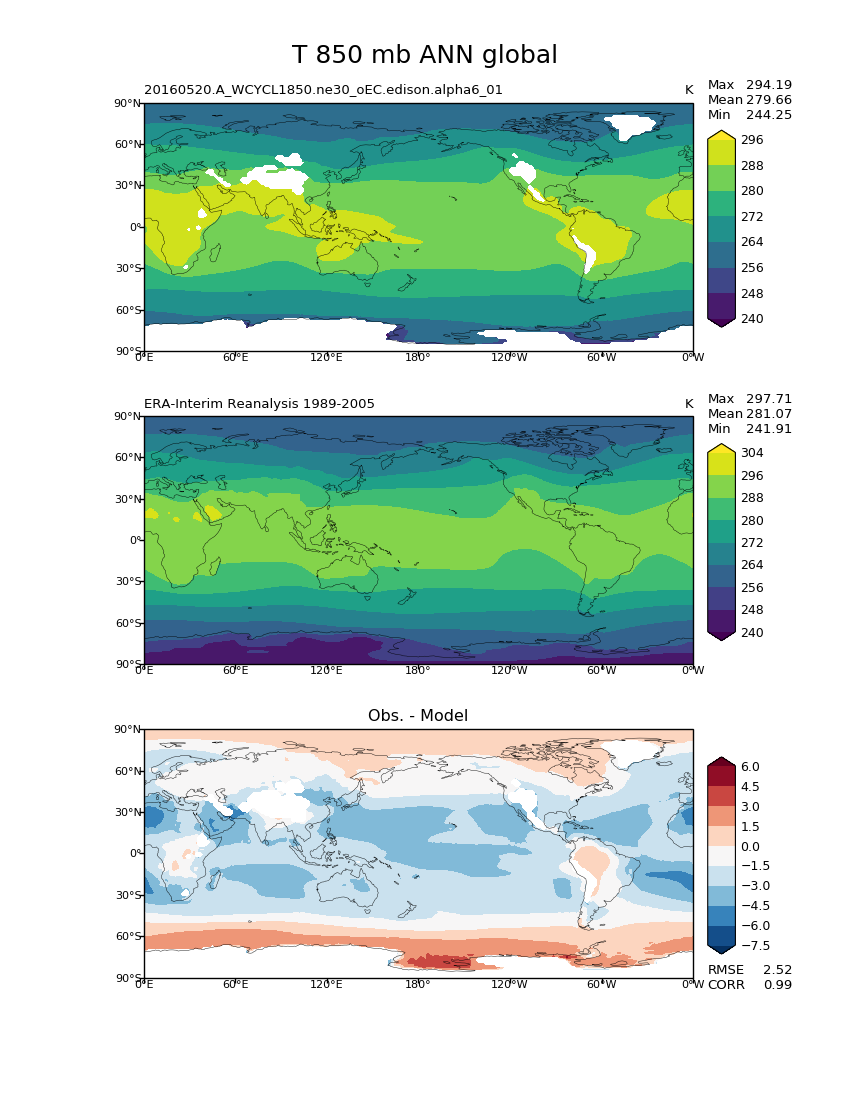 T 850 mb ANN global
20160520.A_WCYCL1850.ne30_oEC.edison.alpha6_01 K
Max 294.19
Mean 279.66
Min 244.25
90°N
60°N
30°N
0°
30°S
60°S
90°S
0°E 60°E 120°E 180° 120°W 60°W 0°W
296
288
280
272
264
256
248
240
ERA-Interim Reanalysis 1989-2005 K
Max 297.71
Mean 281.07
Min 241.91
90°N
60°N
30°N
0°
30°S
60°S
90°S
0°E 60°E 120°E 180° 120°W 60°W 0°W
304
296
288
280
272
264
256
248
240
Obs. - Model
90°N
60°N
30°N
0°
30°S
60°S
90°S
0°E 60°E 120°E 180° 120°W 60°W 0°W
6.0
4.5
3.0
1.5
0.0
−1.5
−3.0
−4.5
−6.0
−7.5
RMSE 2.52
CORR 0.99